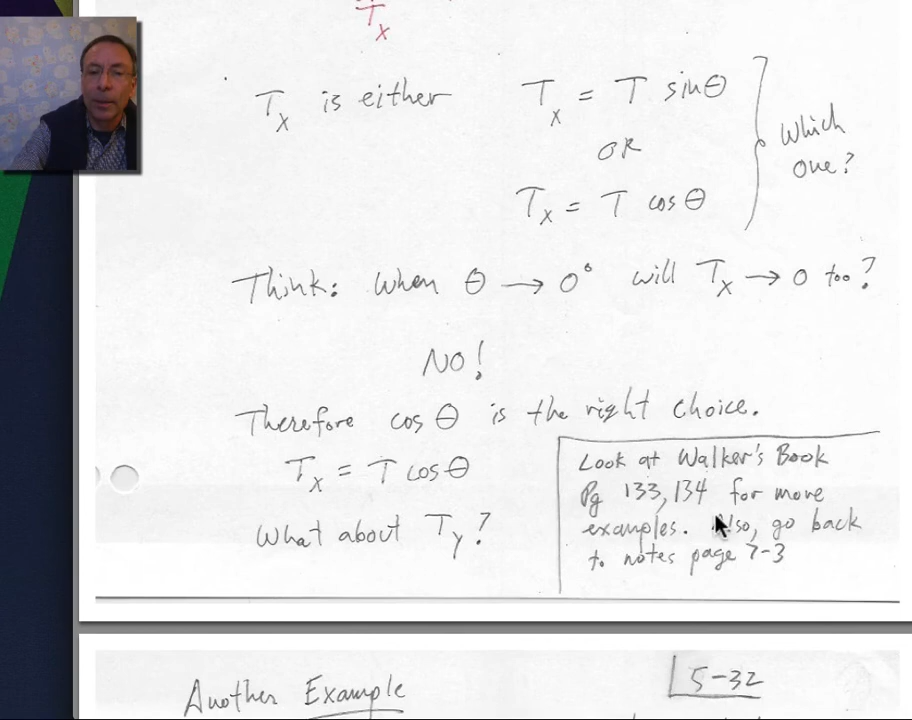 Tx
Tx is either Tx = T sinθ
OR
Tx = T cosθ
Which
one?
Think: When θ → 0° will Tx → 0 too?
NO!
Therefore cos θ is the right choice.
Tx = T cosθ
What about Ty?
Look at Walker's Book
Pg 133, 134 for more
examples. Also, go back
to notes page 7-3
Another Example
5-32